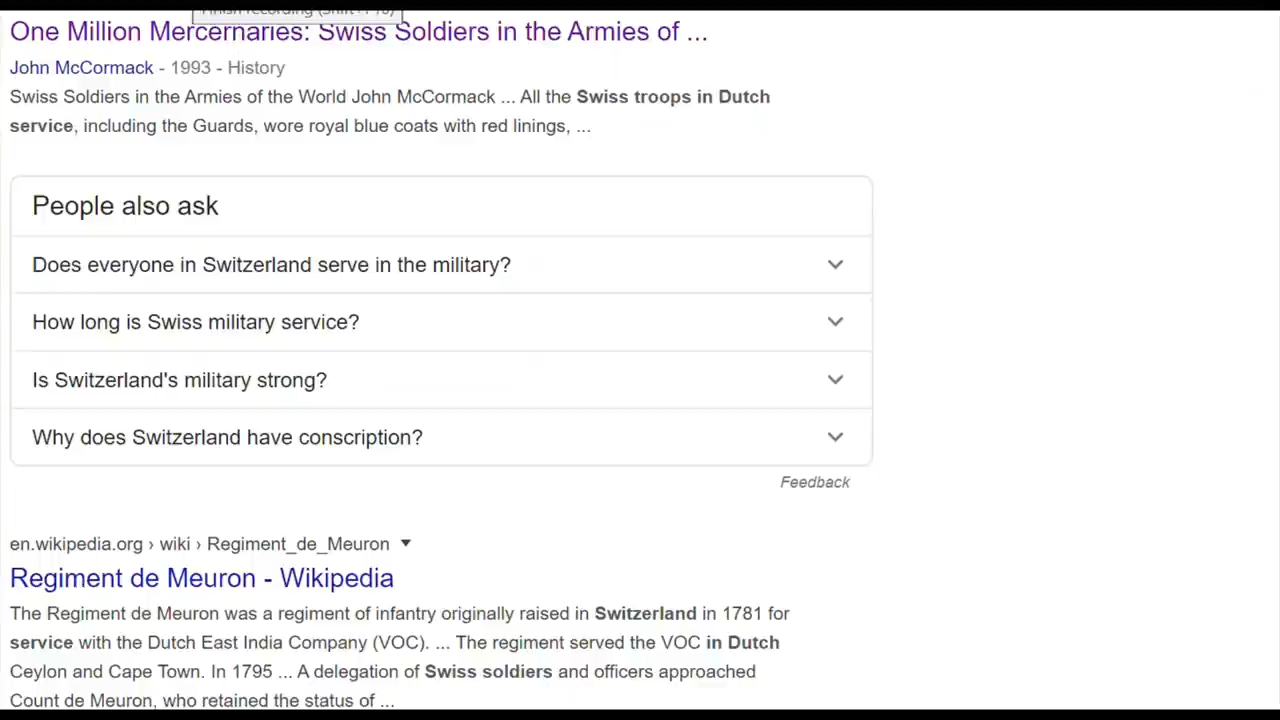 Finish recording (Shift+F10)
One Million Mercernaries: Swiss Soldiers in the Armies of ...
John McCormack - 1993 - History
Swiss Soldiers in the Armies of the World John McCormack ... All the Swiss troops in Dutch
service, including the Guards, wore royal blue coats with red linings, ...
People also ask
Does everyone in Switzerland serve in the military?
How long is Swiss military service?
Is Switzerland's military strong?
Why does Switzerland have conscription?
Feedback
en.wikipedia.org › wiki › Regiment_de_Meuron
Regiment de Meuron - Wikipedia
The Regiment de Meuron was a regiment of infantry originally raised in Switzerland in 1781 for
service with the Dutch East India Company (VOC). ... The regiment served the VOC in Dutch
Ceylon and Cape Town. In 1795 ... A delegation of Swiss soldiers and officers approached
Count de Meuron, who retained the status of ...